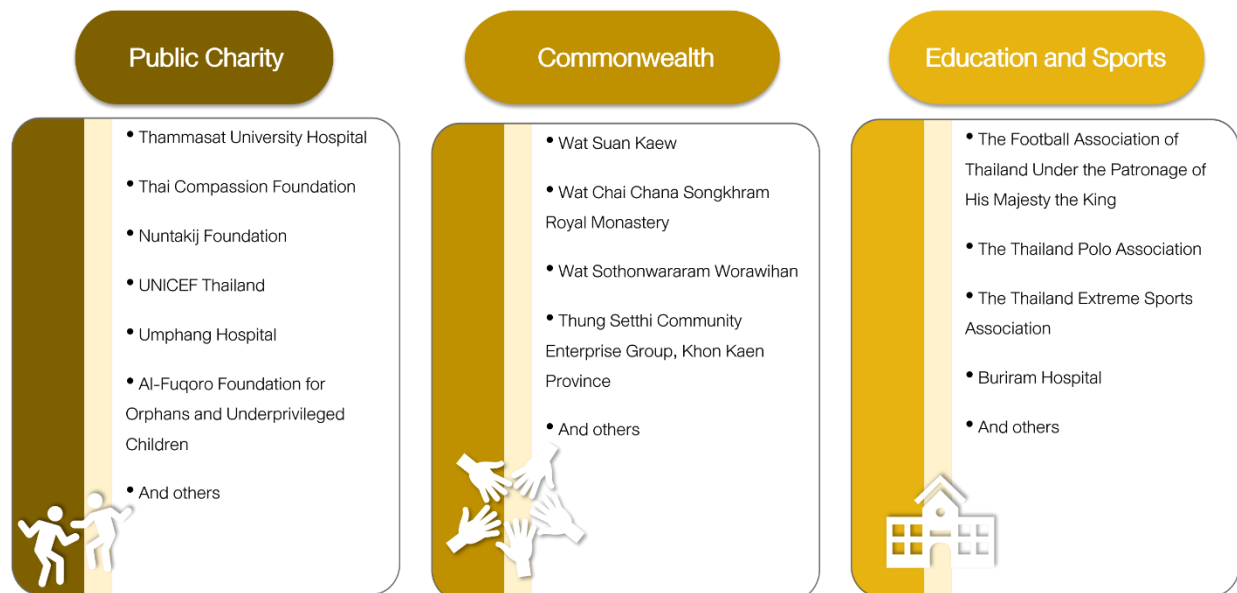 Public Charity
• Thammasat University Hospital
• Thai Compassion Foundation
• Nuntakij Foundation
• UNICEF Thailand
• Umphang Hospital
• Al-Fuqoro Foundation for
Orphans and Underprivileged
Children
• And others
Commonwealth
• Wat Suan Kaew
• Wat Chai Chana Songkhram
Royal Monastery
• Wat Sothonwararam Worawihan
• Thung Setthi Community
Enterprise Group, Khon Kaen
Province
• And others
Education and Sports
• The Football Association of
Thailand Under the Patronage of
His Majesty the King
• The Thailand Polo Association
• The Thailand Extreme Sports
Association
• Buriram Hospital
• And others